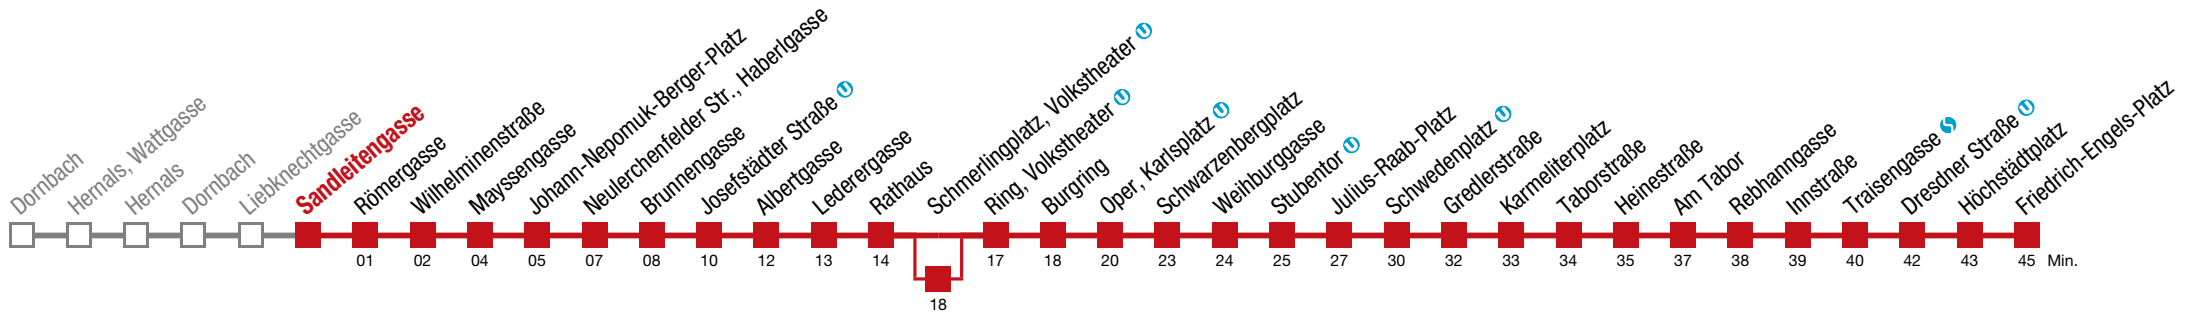 Dornbach
Hernals, Wattgasse
Hernals
Dornbach
Liebknechtgasse
Sandleitengasse
Römergasse
Wilhelminenstraße
Mayssengasse
Johann-Nepomuk-Berger-Platz
Neulerchenfelder Str., Haberlgasse
Brunnengasse
Josefstädter Straße U
Albertgasse
Lederergasse
Rathaus
Schmerlingplatz, Volkstheater U
Ring, Volkstheater U
Burgring
Oper, Karlsplatz U
Schwarzenbergplatz
Weihburggasse
Stubentor U
Julius-Raab-Platz
Schwedenplatz U
Gredlerstraße
Karmeliterplatz
Taborstraße
Heinestraße
Am Tabor
Rebhanngasse
Innstraße
Traisengasse S
Dresdner Straße U
Höchstädtplatz
Friedrich-Engels-Platz
01 02 04 05 07 08 10 12 13 14 17 18 20 23 24 25 27 30 32 33 34 35 37 38 39 40 42 43 45 Min.
18